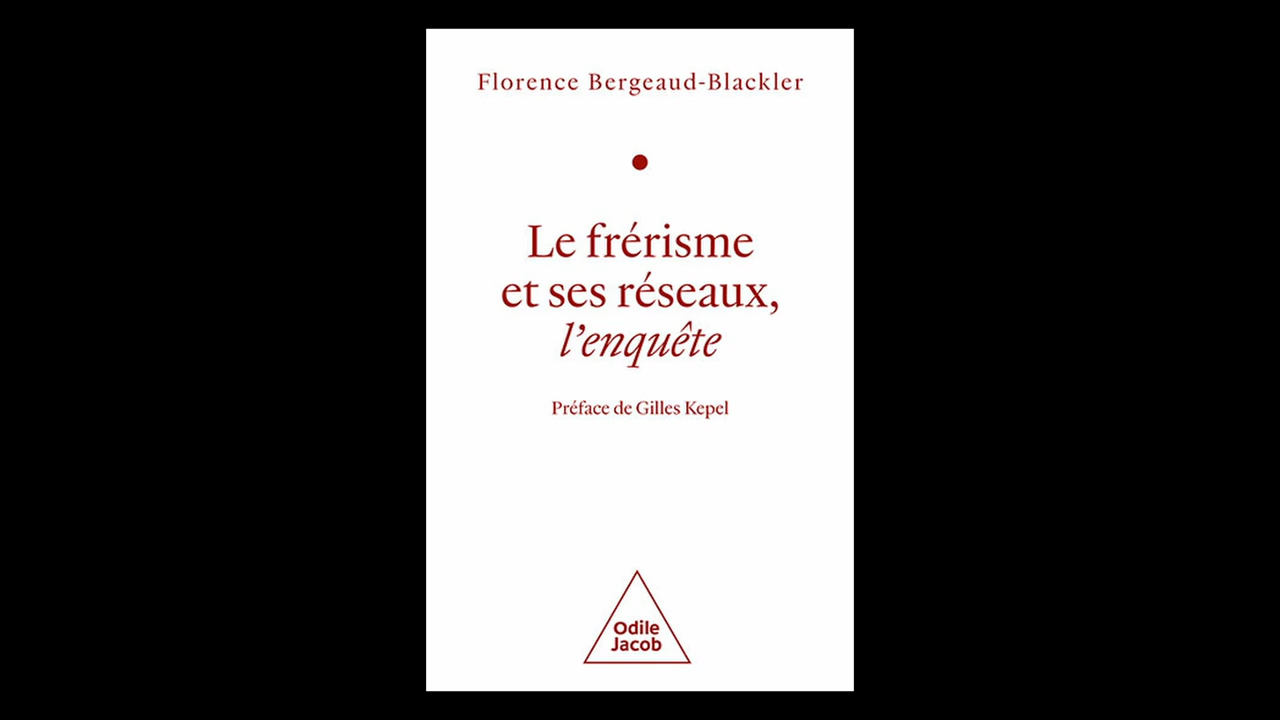 Florence Bergeaud-Blackler
Le frérisme
et ses réseaux,
l’enquête
Préface de Gilles Kepel
Odile
Jacob